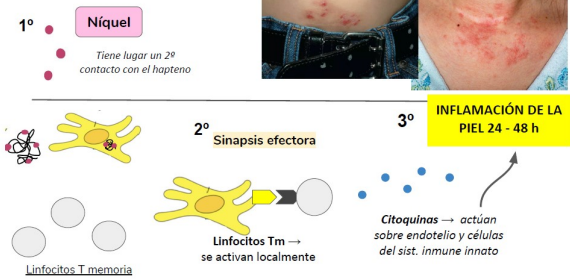 1º
Níquel
Tiene lugar un 2º
contacto con el hapteno
2º
Sinapsis efectora
3º
INFLAMACIÓN DE LA
PIEL 24 - 48 h
Linfocitos Tm →
se activan localmente
Citoquinas → actúan
sobre endotelio y células
del sist. inmune innato
Linfocitos T memoria